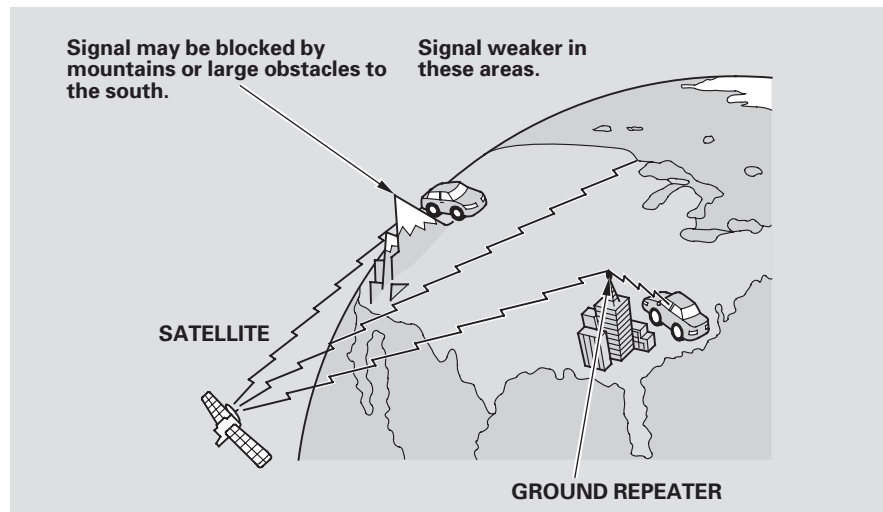 Signal may be blocked by
mountains or large obstacles to
the south.
Signal weaker in
these areas.
SATELLITE
GROUND REPEATER